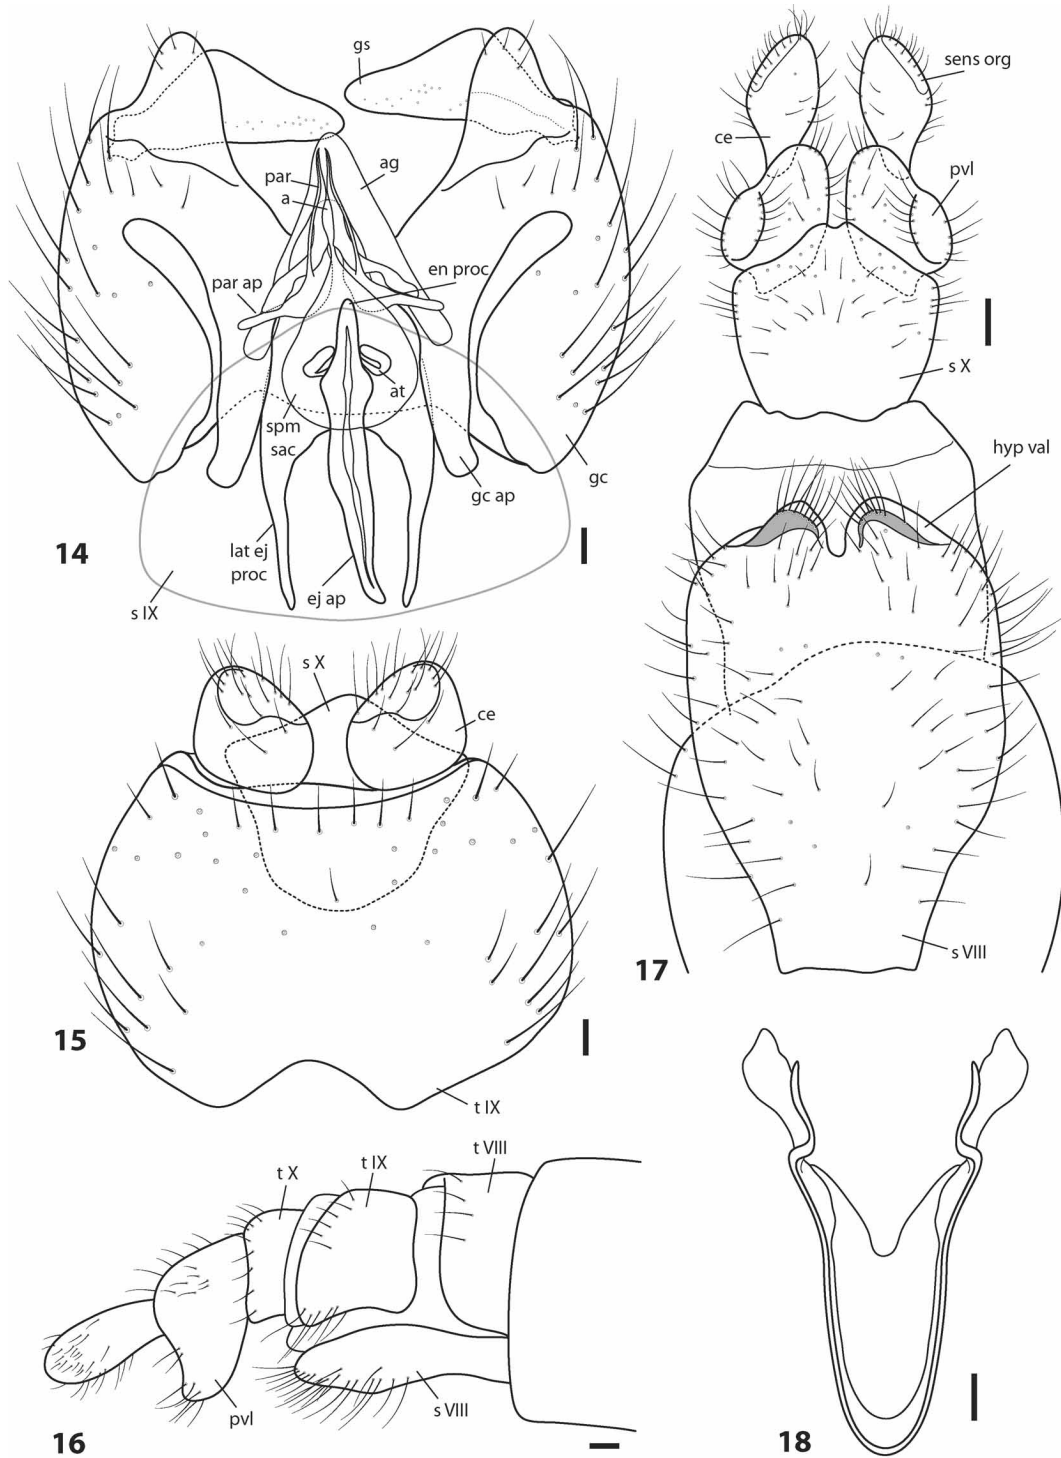 gs
par
a
ag
par ap
en proc
at
spm
sac
gc ap
gc
lat ej
proc
ej ap
s IX
14
s X
ce
t IX
15
t X
t IX
t VIII
pvl
s VIII
16
sens org
ce
pvl
s X
hyp val
s VIII
17
18